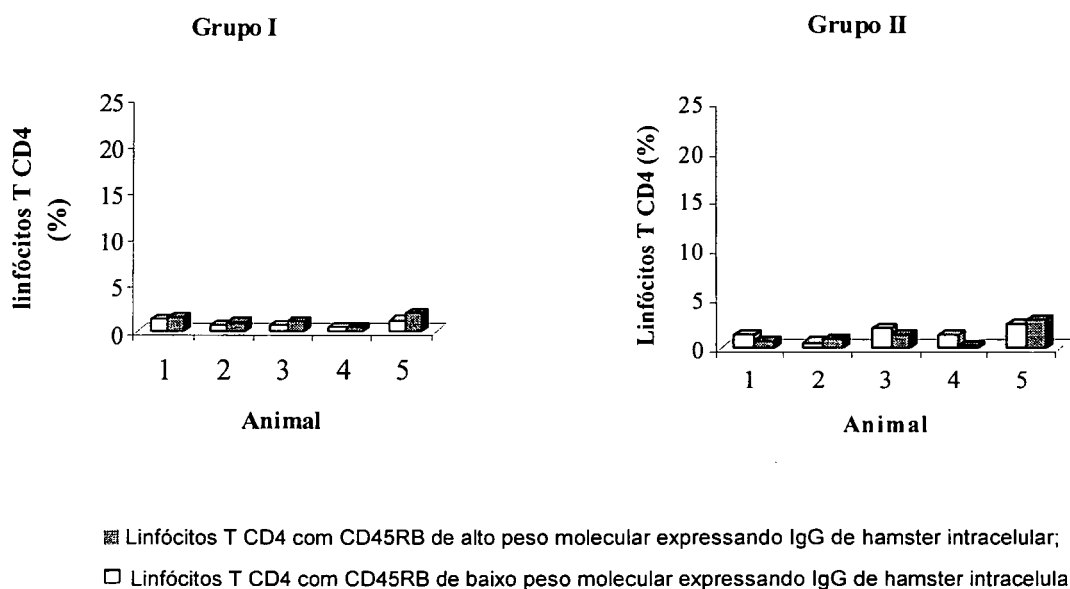 Grupo I
Grupo II
linfócitos T CD4
(%)
25
20
15
10
5
0
1 2 3 4 5
Animal
Linfócitos T CD4 (%)
25
20
15
10
5
0
1 2 3 4 5
Animal
Linfócitos T CD4 com CD45RB de alto peso molecular expressando IgG de hamster intracelular;
Linfócitos T CD4 com CD45RB de baixo peso molecular expressando IgG de hamster intracelula